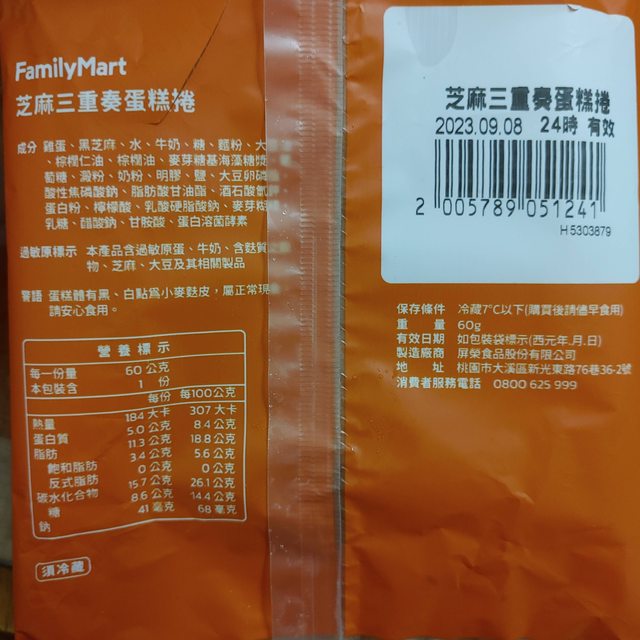 FamilyMart
芝麻三重奏蛋糕捲
成分 雞蛋、黑芝麻、水、牛奶、糖、麵粉、大
、棕櫚仁油、棕櫚油、麥芽糖基海藻糖漿
萄糖、澱粉、奶粉、明膠、鹽、大豆卵磷
酸性焦磷酸鈉、脂肪酸甘油酯、酒石酸氫
蛋白粉、檸檬酸、乳酸硬脂酸鈉、麥芽糊
乳糖、醋酸鈉、甘胺酸、蛋白溶菌酵素
過敏原標示 本產品含過敏原蛋、牛奶、含麩質
物、芝麻、大豆及其相關製品
警語 蛋糕體有黑、白點為小麥麩皮，屬正常現
請安心食用。
營養標示
每一份量 60 公克
本包裝含 1 份
每份 每100公克
熱量 184 大卡 307 大卡
蛋白質 5.0 公克 8.4 公克
脂肪 11.3 公克 18.8 公克
飽和脂肪 3.4 公克 5.6 公克
反式脂肪 0 公克 0 公克
碳水化合物 15.7 公克 26.1 公克
糖 8.6 公克 14.4 公克
鈉 41 毫克 68 毫克
須冷藏
芝麻三重奏蛋糕捲
2023.09.08 24時 有效
2 005789 051241
H5303879
保存條件 冷藏7°C以下(購買後請儘早食用)
重量 60g
有效日期 如包裝袋標示(西元年.月.日)
製造廠商 屏榮食品股份有限公司
地址 桃園市大溪區新光東路76巷36-2號
消費者服務電話 0800 625 999